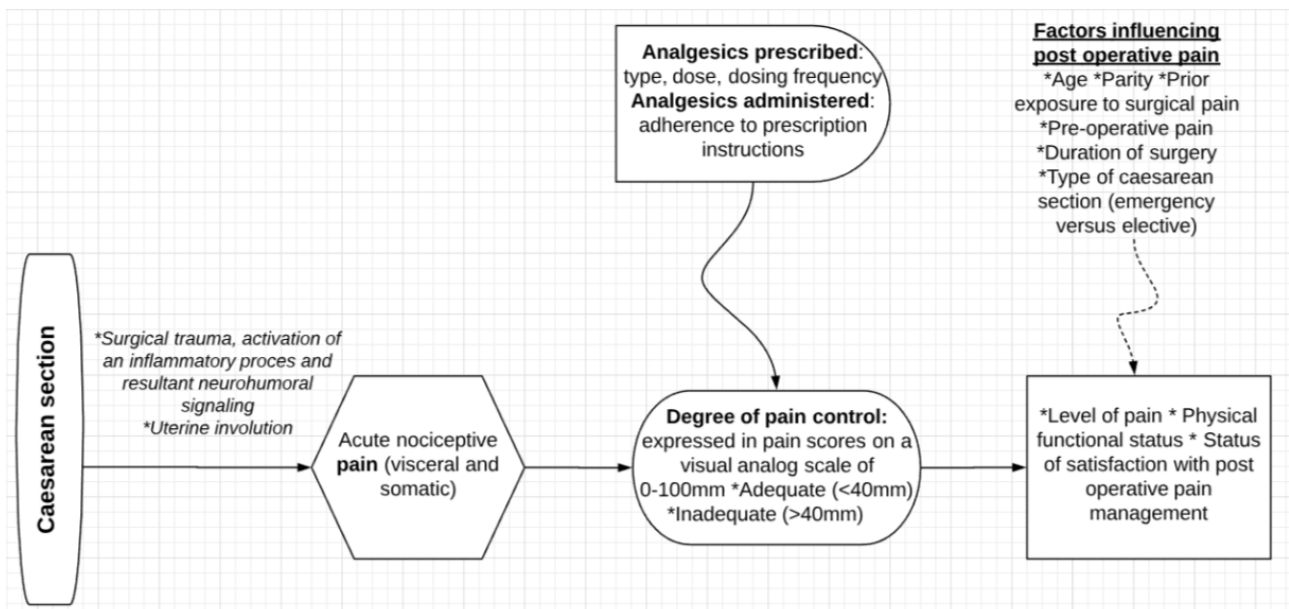 Caesarean section
*Surgical trauma, activation of
an inflammatory proces and
resultant neurohumoral
signaling
*Uterine involution
Acute nociceptive
pain (visceral and
somatic)
Analgesics prescribed:
type, dose, dosing frequency
Analgesics administered:
adherence to prescription
instructions
Degree of pain control:
expressed in pain scores on a
visual analog scale of
0-100mm *Adequate (<40mm)
*Inadequate (>40mm)
Factors influencing
post operative pain
*Age *Parity *Prior
exposure to surgical pain
*Pre-operative pain
*Duration of surgery
*Type of caesarean
section (emergency
versus elective)
*Level of pain * Physical
functional status * Status
of satisfaction with post
operative pain
management